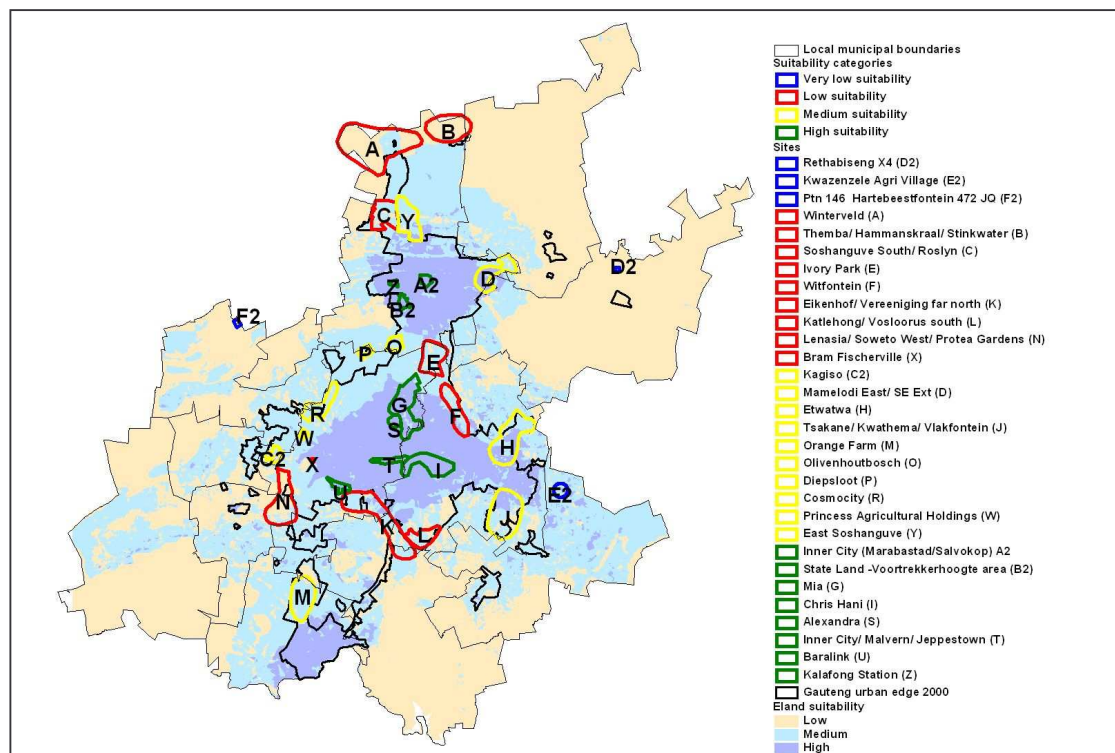 Local municipal boundaries
Suitability categories
Very low suitability
Low suitability
Medium suitability
High suitability
Sites
Rethabiseng X4 (D2)
Kwazenzele Agri Village (E2)
Ptn 146 Hartebeestfontein 472 JQ (F2)
Winterveld (A)
Themba/ Hammanskraal/ Stinkwater (B)
Soshanguve South/ Roslyn (C)
Ivory Park (E)
Witfontein (F)
Eikenhof/ Vereeniging far north (K)
Katlehong/ Vosloorus south (L)
Lenasia/ Soweto West/ Protea Gardens (N)
Bram Fischerville (X)
Kagiso (C2)
Mamelodi East/ SE Ext (D)
Etwatwa (H)
Tsakane/ Kwathema/ Vlakfontein (J)
Orange Farm (M)
Olivenhoutbosch (O)
Diepsloot (P)
Cosmocity (R)
Princess Agricultural Holdings (W)
East Soshanguve (Y)
Inner City (Marabastad/Salvokop) A2
State Land -Voortrekkerhoogte area (B2)
Mia (G)
Chris Hani (I)
Alexandra (S)
Inner City/ Malvern/ Jeppestown (T)
Baralink (U)
Kalafong Station (Z)
Gauteng urban edge 2000
Eland suitability
Low
Medium
High
B
A
C
Y
D2
D
Z
A2
B2
F2
O
P
E
G
R
F
S
W
H
C2
X
T
I
U
E2
N
J
K
L
M